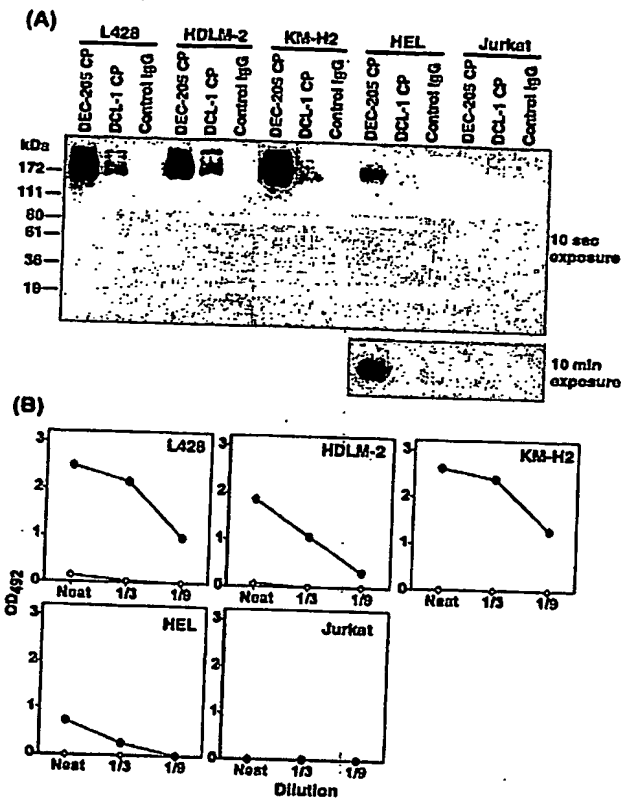 (A)
L428 HDLM-2 KM-H2 HEL Jurkat
DEC-205 CP DCL-1 CP Control IgG DEC-205 CP DCL-1 CP Control IgG DEC-205 CP DCL-1 CP Control IgG DEC-205 CP DCL-1 CP Control IgG DEC-205 CP DCL-1 CP Control IgG
kDa
172
111
80
61
36
19
10 sec
exposure
10 min
exposure
(B)
L428 HDLM-2 KM-H2
3 3 3
2 2 2
1 1 1
0 0 0
Neat 1/3 1/9 Neat 1/3 1/9 Neat 1/3 1/9
OD492
HEL Jurkat
3 3
2 2
1 1
0 0
Neat 1/3 1/9 Neat 1/3 1/9
Dilution